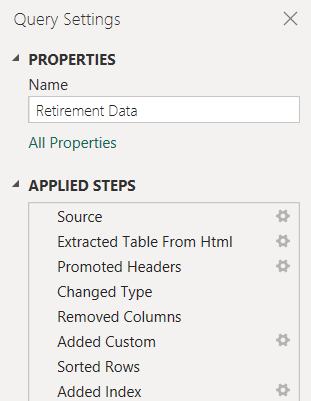 Query Settings
PROPERTIES
Name
Retirement Data
All Properties
APPLIED STEPS
Source
Extracted Table From Html
Promoted Headers
Changed Type
Removed Columns
Added Custom
Sorted Rows
Added Index